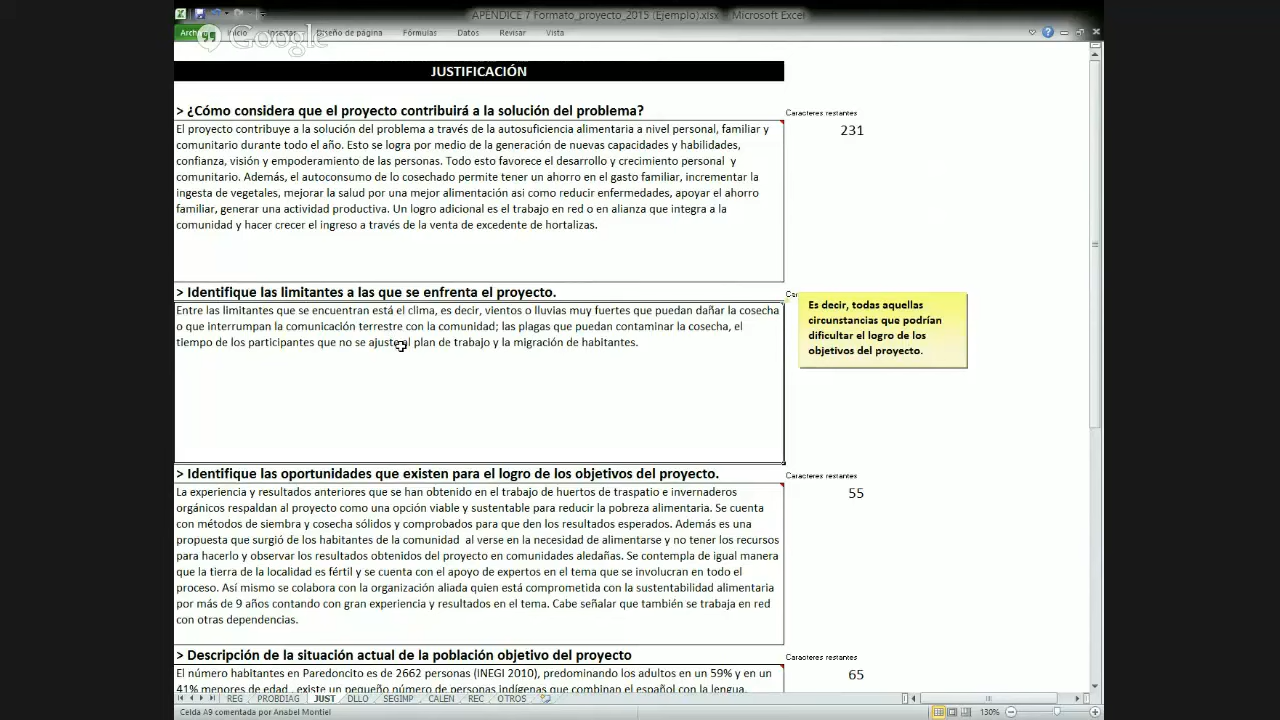 APENDICE 7 Formato_proyecto_2015 (Ejemplo).xlsx - Microsoft Excel
Archivo Inicio Insertar Diseño de página Fórmulas Datos Revisar Vista
Google
JUSTIFICACIÓN
> ¿Cómo considera que el proyecto contribuirá a la solución del problema?
Caracteres restantes
231
El proyecto contribuye a la solución del problema a través de la autosuficiencia alimentaria a nivel personal, familiar y
comunitario durante todo el año. Esto se logra por medio de la generación de nuevas capacidades y habilidades,
confianza, visión y empoderamiento de las personas. Todo esto favorece el desarrollo y crecimiento personal y
comunitario. Además, el autoconsumo de lo cosechado permite tener un ahorro en el gasto familiar, incrementar la
ingesta de vegetales, mejorar la salud por una mejor alimentación asi como reducir enfermedades, apoyar el ahorro
familiar, generar una actividad productiva. Un logro adicional es el trabajo en red o en alianza que integra a la
comunidad y hacer crecer el ingreso a través de la venta de excedente de hortalizas.
> Identifique las limitantes a las que se enfrenta el proyecto.
Entre las limitantes que se encuentran está el clima, es decir, vientos o lluvias muy fuertes que puedan dañar la cosecha
o que interrumpan la comunicación terrestre con la comunidad; las plagas que puedan contaminar la cosecha, el
tiempo de los participantes que no se ajuste al plan de trabajo y la migración de habitantes.
Es decir, todas aquellas
circunstancias que podrían
dificultar el logro de los
objetivos del proyecto.
> Identifique las oportunidades que existen para el logro de los objetivos del proyecto.
Caracteres restantes
55
La experiencia y resultados anteriores que se han obtenido en el trabajo de huertos de traspatio e invernaderos
orgánicos respaldan al proyecto como una opción viable y sustentable para reducir la pobreza alimentaria. Se cuenta
con métodos de siembra y cosecha sólidos y comprobados para que den los resultados esperados. Además es una
propuesta que surgió de los habitantes de la comunidad al verse en la necesidad de alimentarse y no tener los recursos
para hacerlo y observar los resultados obtenidos del proyecto en comunidades aledañas. Se contempla de igual manera
que la tierra de la localidad es fértil y se cuenta con el apoyo de expertos en el tema que se involucran en todo el
proceso. Así mismo se colabora con la organización aliada quien está comprometida con la sustentabilidad alimentaria
por más de 9 años contando con gran experiencia y resultados en el tema. Cabe señalar que también se trabaja en red
con otras dependencias.
> Descripción de la situación actual de la población objetivo del proyecto
Caracteres restantes
65
El número habitantes en Paredoncito es de 2662 personas (INEGI 2010), predominando los adultos en un 59% y en un
41% menores de edad , existe un pequeño número de personas indígenas que combinan el español con la lengua.
REG PROBDIAG JUST DLLO SEGIMP CALEN REC OTROS
Celda A9 comentada por Anabel Montiel
130%